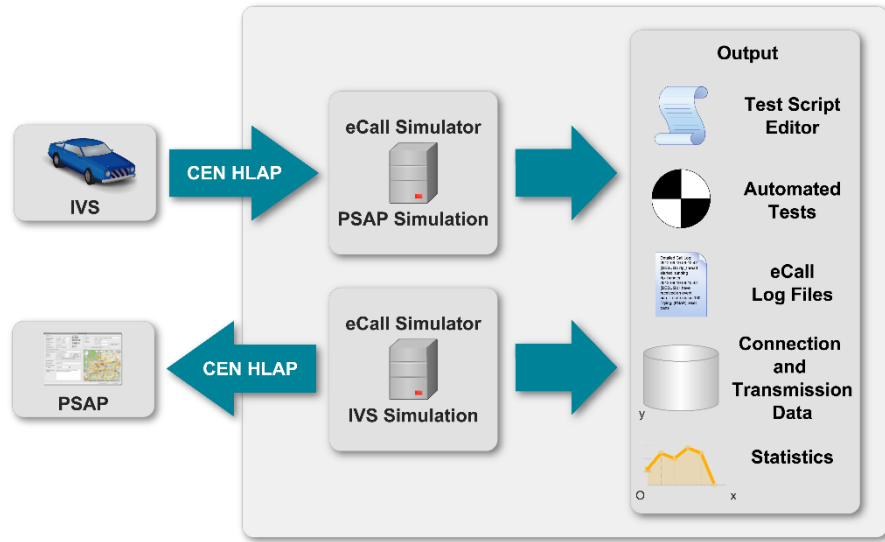 Output
Test Script
Editor
eCall Simulator
CEN HLAP
IVS
PSAP Simulation
Automated
Tests
eCall
Log Files
eCall Simulator
CEN HLAP
PSAP
IVS Simulation
Connection
and
Transmission
Data
y
Statistics
O
x